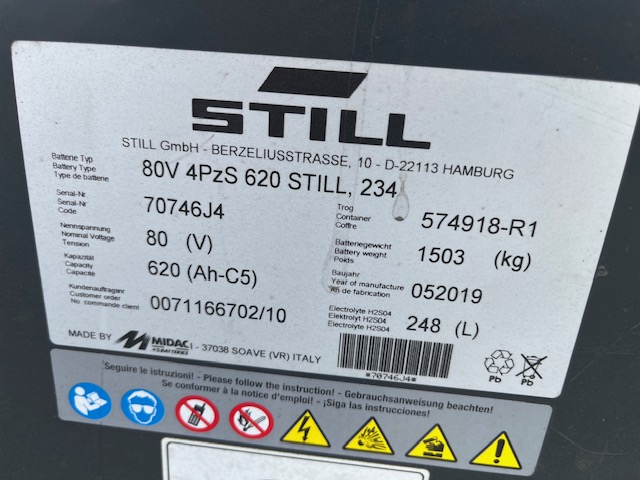 STILL
STILL GmbH - BERZELIUSSTRASSE, 10 - D-22113 HAMBURG
Batterie Typ
Battery Type
Type de batterie
80V 4PzS 620 STILL, 234
Serial-Nr
Serial-Nr
Code
70746J4
Trog
Container
Coffre
574918-R1
Nennspannung
Nominal Voltage
Tension
80 (V)
Batteriegewicht
Battery weight
Poids
1503 (kg)
Kapazität
Capacity
Capacité
620 (Ah-C5)
Baujahr
Year of manufacture
An de fabrication
052019
Kundenauftragsnr
Customer order
No commande client
0071166702/10
Electrolyte H2S04
Elektrolyt H2S04
Electrolyte H2S04
248 (L)
MADE BY MIDAC BATTERIES I - 37038 SOAVE (VR) ITALY
*70746J4*
Pb
Pb
Seguire le istruzioni! - Please follow the instruction! - Gebrauchsanweisung beachten!
Se conformer à la notice d'emploi! - ¡Siga las instrucciones!